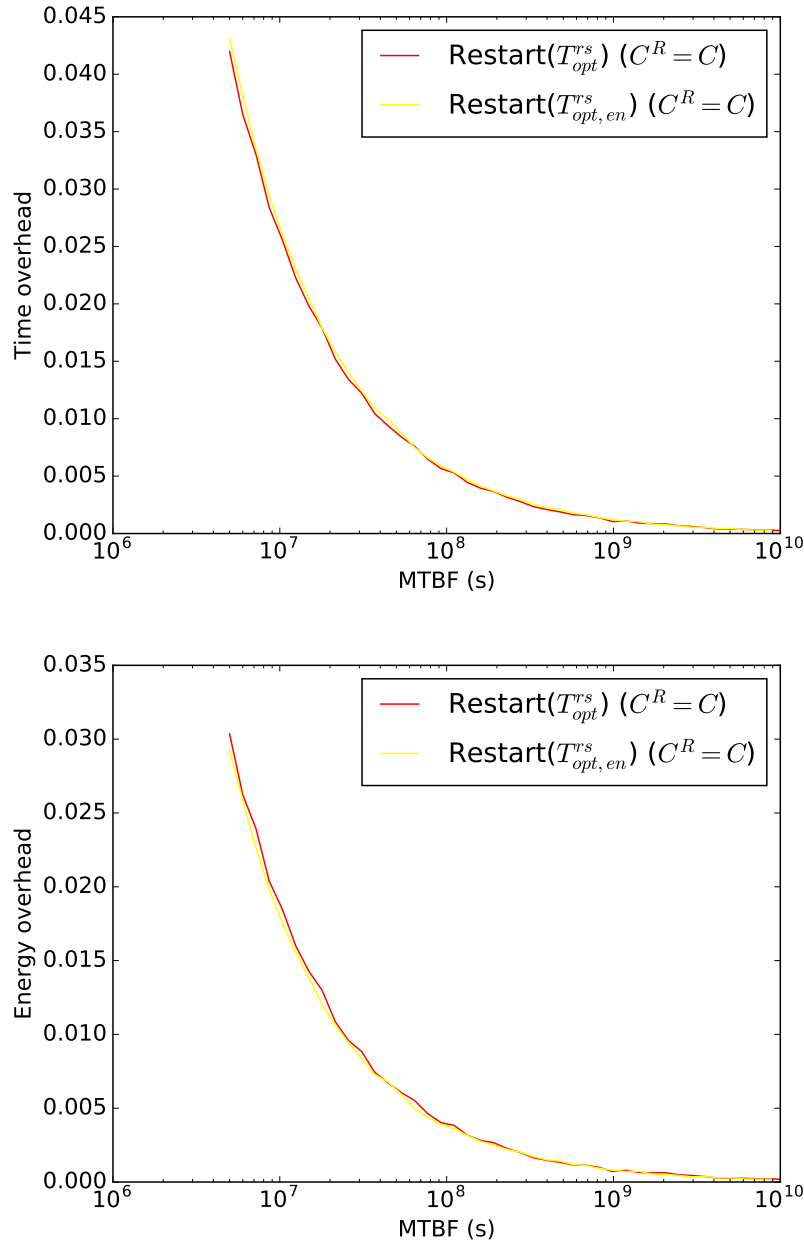 0.045
0.040
0.035
0.030
0.025
0.020
0.015
0.010
0.005
0.000
Time overhead
Restart($T_{opt}^{rs}$) ($C^R = C$)
Restart($T_{opt,en}^{rs}$) ($C^R = C$)
10^6 10^7 10^8 10^9 10^10
MTBF (s)
0.035
0.030
0.025
0.020
0.015
0.010
0.005
0.000
Energy overhead
Restart($T_{opt}^{rs}$) ($C^R = C$)
Restart($T_{opt,en}^{rs}$) ($C^R = C$)
10^6 10^7 10^8 10^9 10^10
MTBF (s)